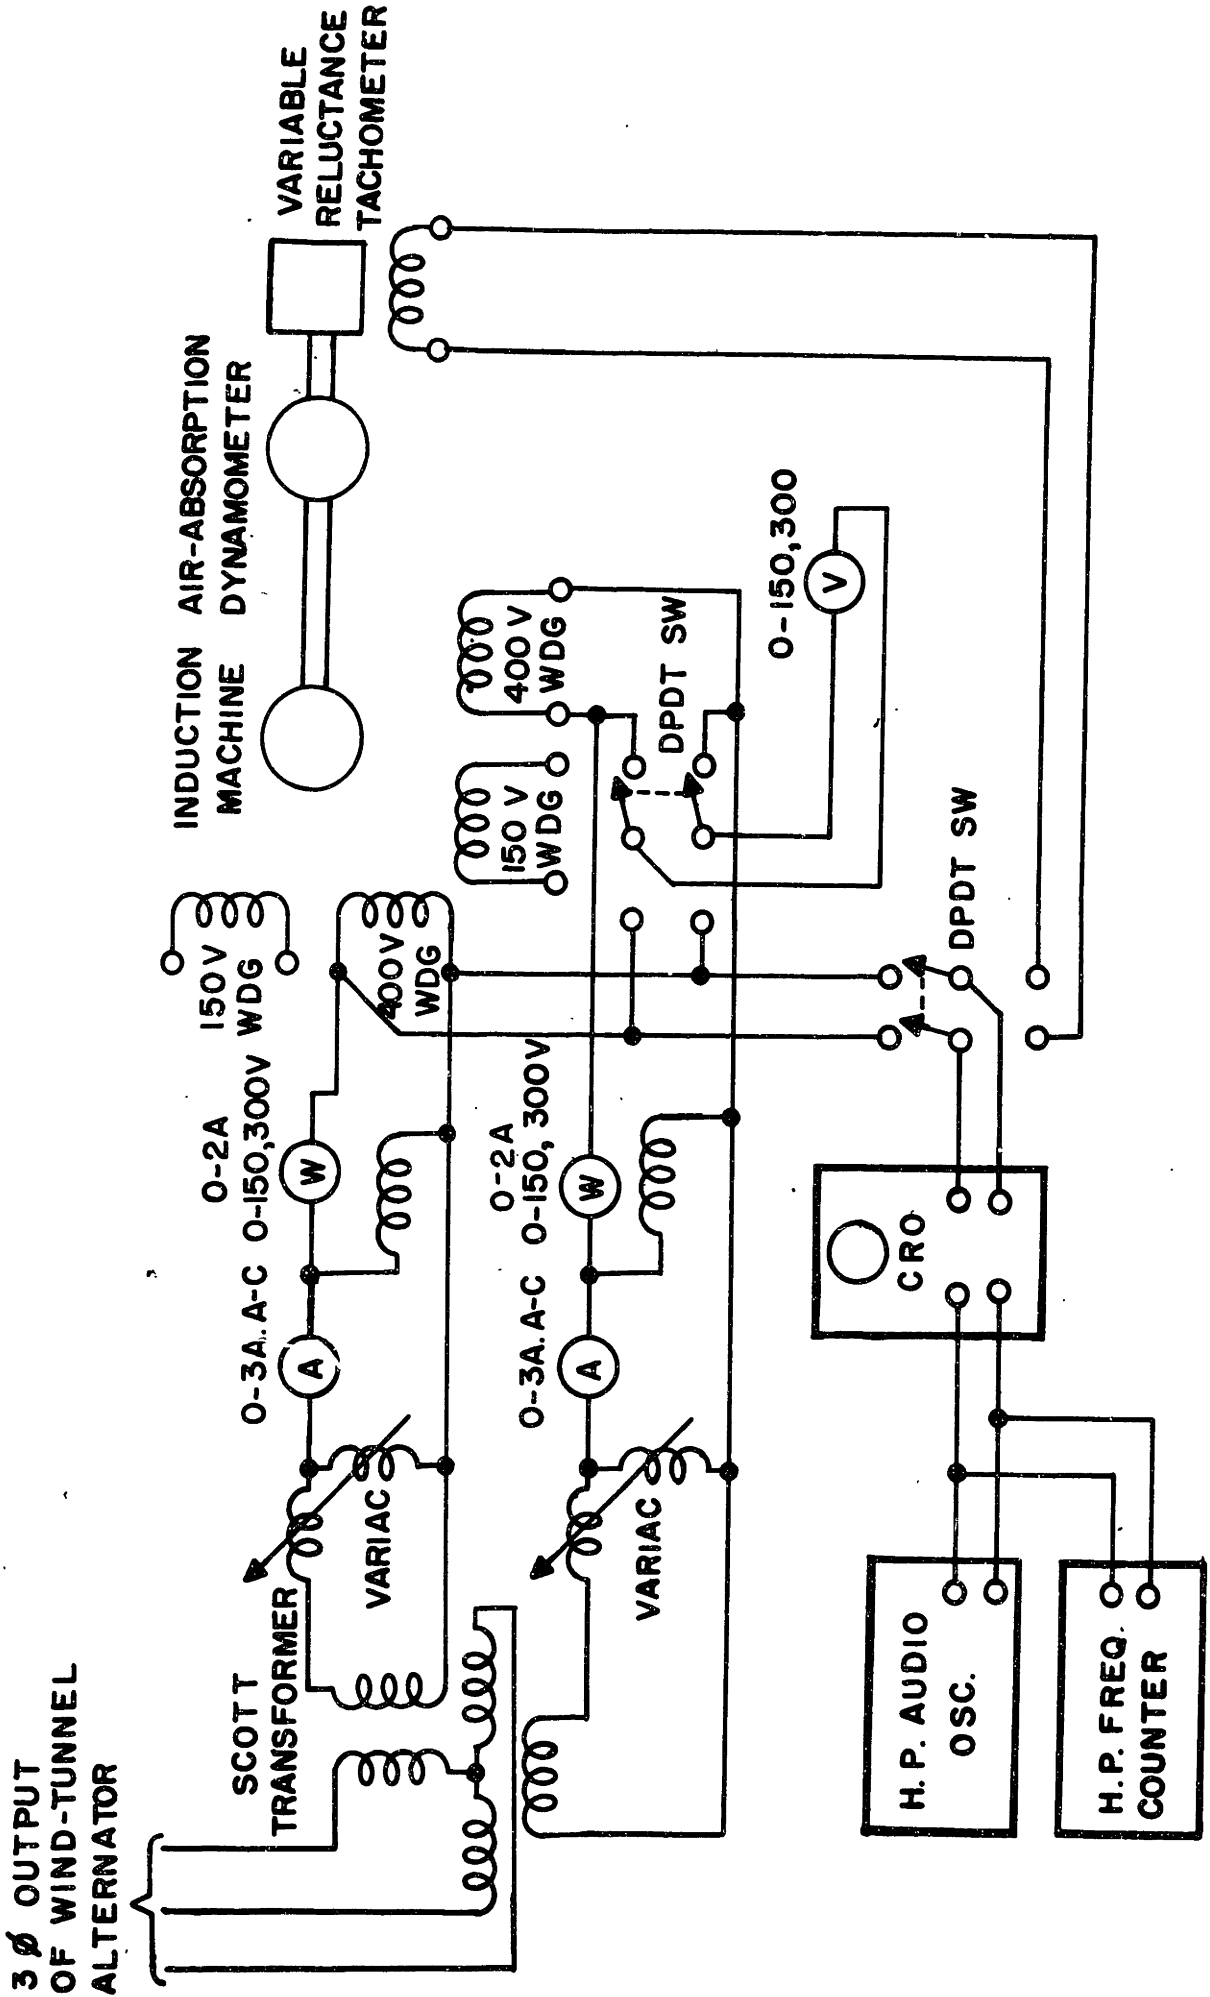 3 Ø OUTPUT
OF WIND-TUNNEL
ALTERNATOR
SCOTT
TRANSFORMER
VARIAC
0-3A. A-C
A
0-2A
0-150,300V
W
150V
WDG
400V
WDG
INDUCTION
MACHINE
AIR-ABSORPTION
DYNAMOMETER
VARIABLE
RELUCTANCE
TACHOMETER
VARIAC
0-3A. A-C
A
0-2A
0-150, 300V
W
150 V
WDG
400 V
WDG
DPDT SW
0-150,300
V
DPDT SW
CRO
H. P. AUDIO
OSC.
H. P. FREQ.
COUNTER